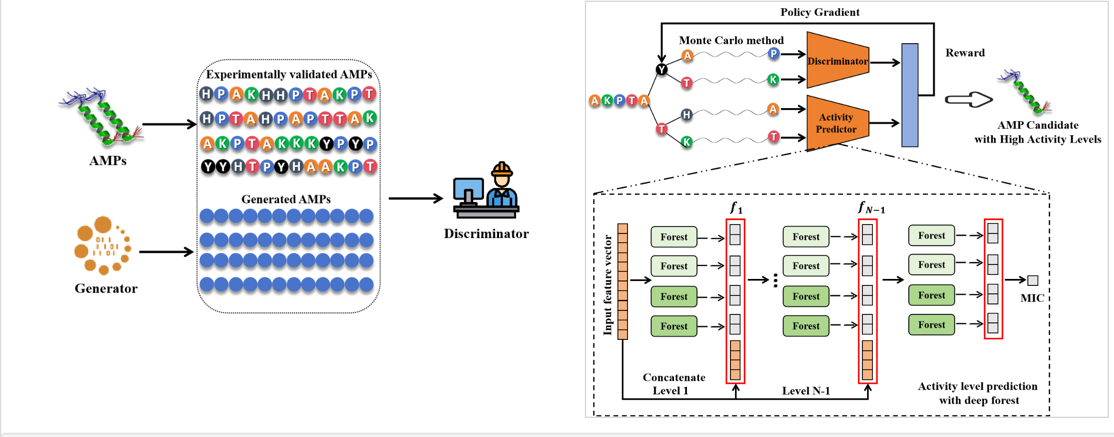 Experimentally validated AMPs
H P A K H H P T A K P T
H P T A H P A P T T A K
A K P T A K K K Y P Y P
Y Y H T P Y H A A K P T
AMPs
Generated AMPs
Generator
Discriminator
Policy Gradient
Monte Carlo method
Reward
A K P T A
Y
A
P
T
K
Discriminator
T
H
A
K
T
Activity
Predictor
AMP Candidate
with High Activity Levels
Input feature vector
f1
fN−1
Forest
Forest
Forest
Forest
Forest
Forest
Forest
Forest
Forest
Forest
Forest
Forest
MIC
Concatenate
Level 1
Level N-1
Activity level prediction
with deep forest